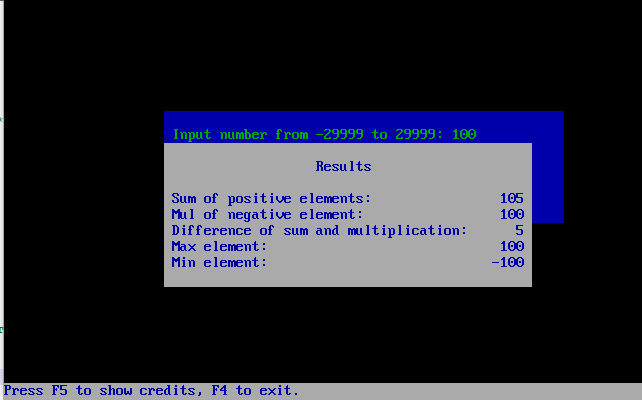 Input number from -29999 to 29999: 100
Results
Sum of positive elements: 105
Mul of negative element: 100
Difference of sum and multiplication: 5
Max element: 100
Min element: -100
Press F5 to show credits, F4 to exit.